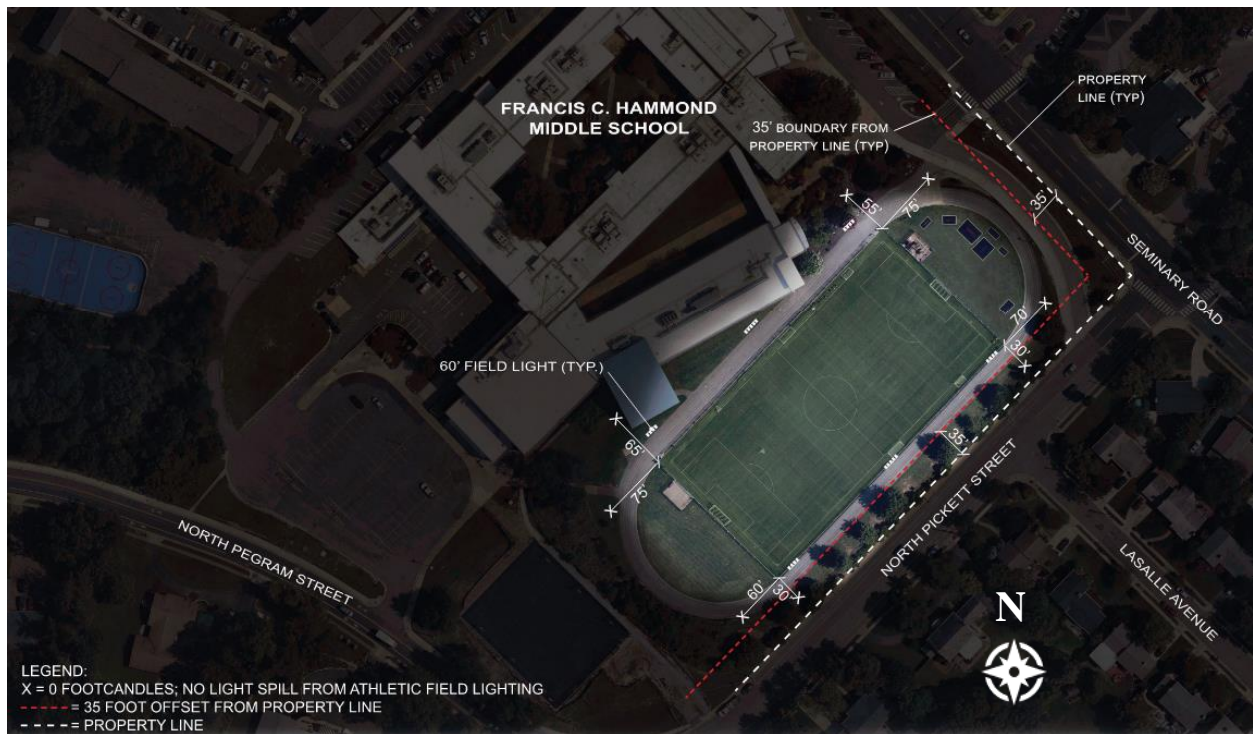 FRANCIS C. HAMMOND
MIDDLE SCHOOL
PROPERTY
LINE (TYP)
35' BOUNDARY FROM
PROPERTY LINE (TYP)
55'
75'
35'
SEMINARY ROAD
70'
30'
60' FIELD LIGHT (TYP.)
65'
75'
35'
NORTH PICKETT STREET
LASALLE AVENUE
NORTH PEGRAM STREET
60'
30'
N
LEGEND:
X = 0 FOOTCANDLES; NO LIGHT SPILL FROM ATHLETIC FIELD LIGHTING
= 35 FOOT OFFSET FROM PROPERTY LINE
= PROPERTY LINE